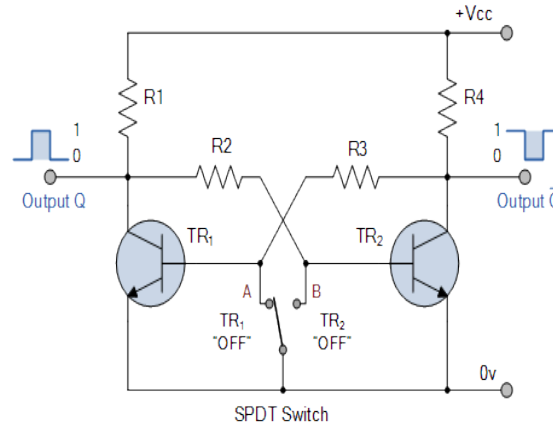 +Vcc
R1
R4
R2
R3
1
0
1
0
Output Q
Output
TR1
TR2
A
B
TR1
"OFF"
TR2
"OFF"
0v
SPDT Switch